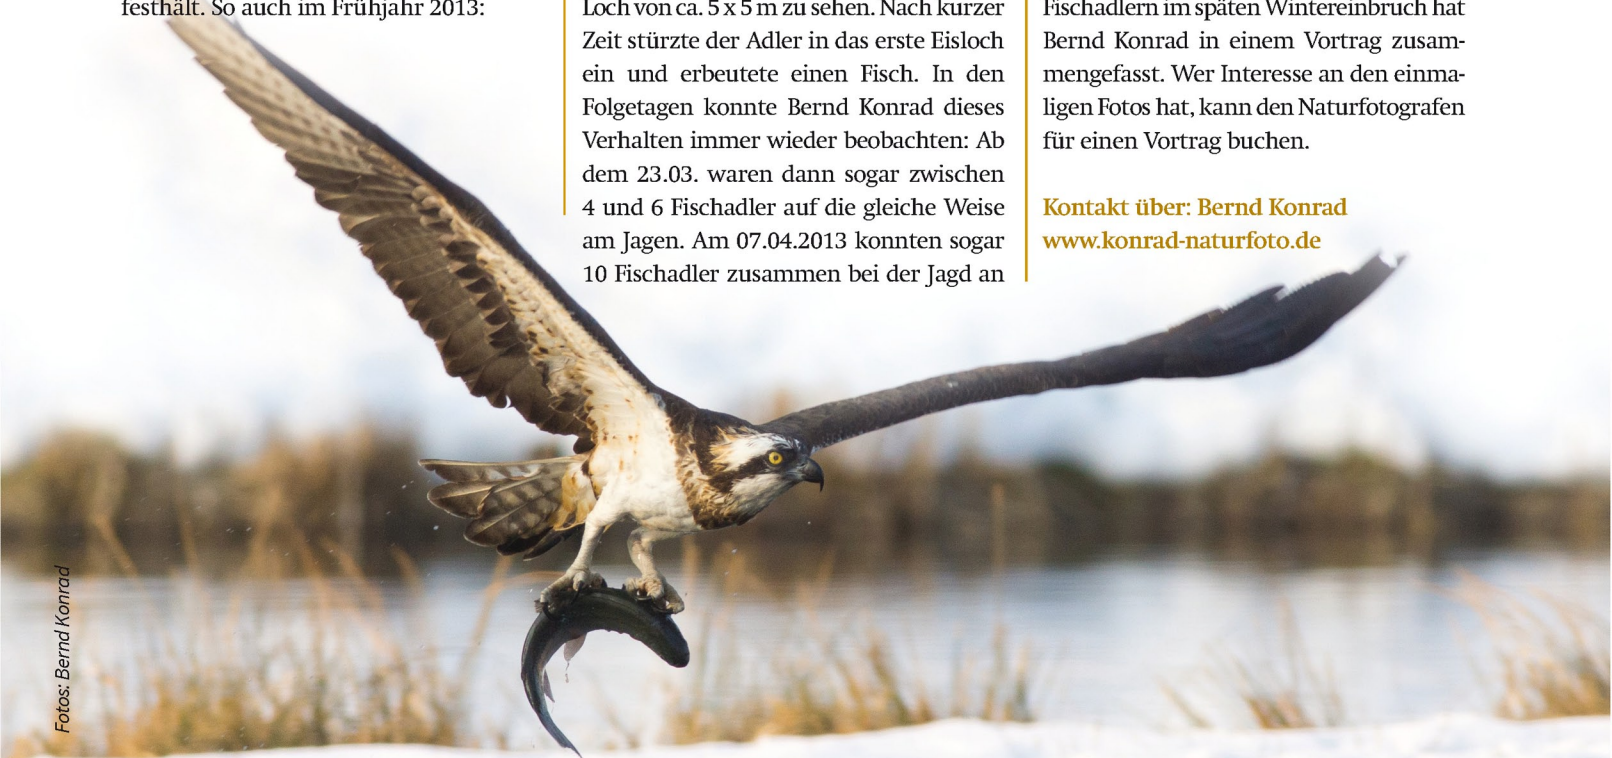 festhält. So auch im Frühjahr 2013:
Loch von ca. 5 x 5 m zu sehen. Nach kurzer
Zeit stürzte der Adler in das erste Eisloch
ein und erbeutete einen Fisch. In den
Folgetagen konnte Bernd Konrad dieses
Verhalten immer wieder beobachten: Ab
dem 23.03. waren dann sogar zwischen
4 und 6 Fischadler auf die gleiche Weise
am Jagen. Am 07.04.2013 konnten sogar
10 Fischadler zusammen bei der Jagd an
Fischadlern im späten Wintereinbruch hat
Bernd Konrad in einem Vortrag zusam-
mengefasst. Wer Interesse an den einma-
ligen Fotos hat, kann den Naturfotografen
für einen Vortrag buchen.
Kontakt über: Bernd Konrad
www.konrad-naturfoto.de
Fotos: Bernd Konrad